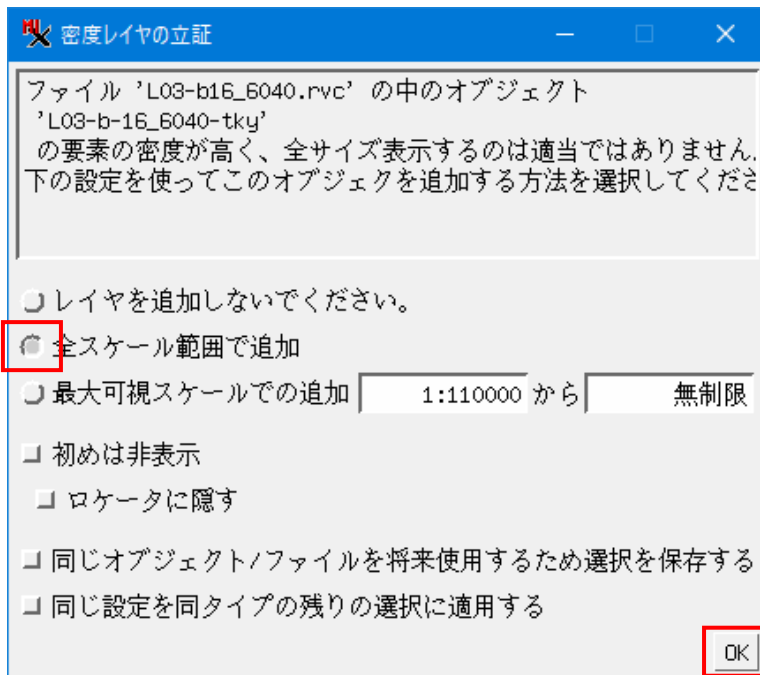 密度レイヤの立証
ファイル 'L03-b16_6040.rvc' の中のオブジェクト
'L03-b-16_6040-tky'
の要素の密度が高く、全サイズ表示するのは適当ではありません.
下の設定を使ってこのオブジェクを追加する方法を選択してくださ
レイヤを追加しないでください。
全スケール範囲で追加
最大可視スケールでの追加 1:110000 から 無制限
初めは非表示
ロケータに隠す
同じオブジェクト/ファイルを将来使用するため選択を保存する
同じ設定を同タイプの残りの選択に適用する
OK